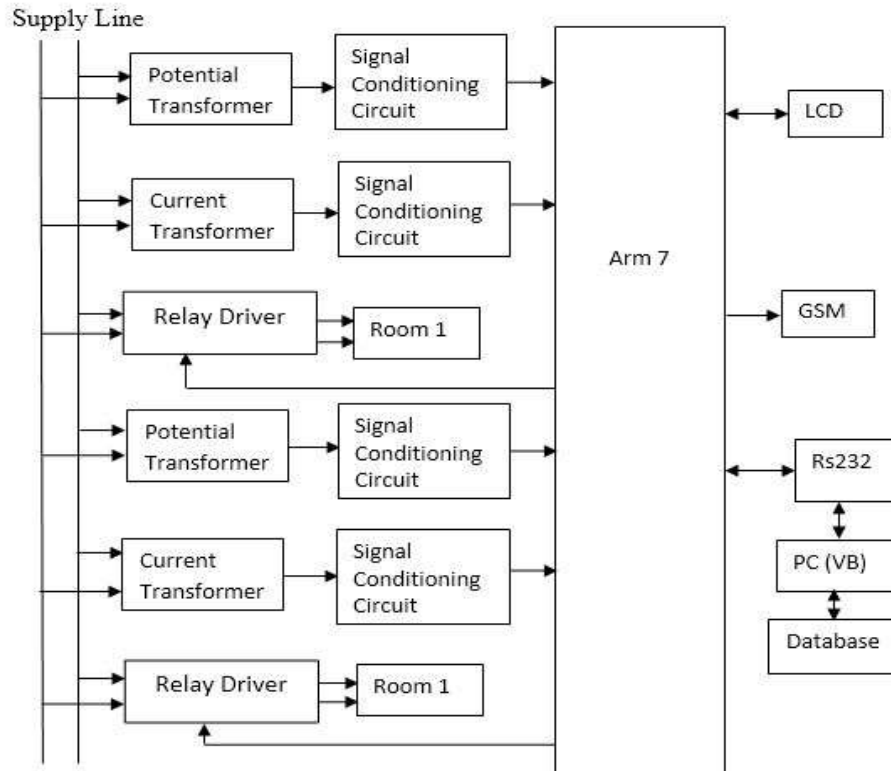 Supply Line
Potential
Transformer
Signal
Conditioning
Circuit
LCD
Current
Transformer
Signal
Conditioning
Circuit
Arm 7
Relay Driver
Room 1
GSM
Potential
Transformer
Signal
Conditioning
Circuit
Rs232
Current
Transformer
Signal
Conditioning
Circuit
PC (VB)
Database
Relay Driver
Room 1